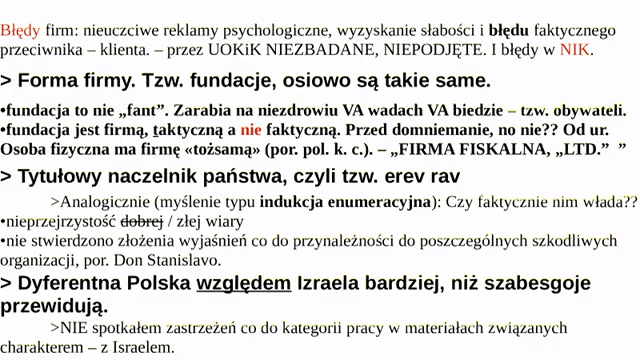 Błędy firm: nieuczciwe reklamy psychologiczne, wyzyskanie słabości i błędu faktycznego
przeciwnika – klienta. – przez UOKiK NIEZBADANE, NIEPODJĘTE. I błędy w NIK.
> Forma firmy. Tzw. fundacje, osiowo są takie same.
•fundacja to nie „fant”. Zarabia na niezdrowiu VA wadach VA biedzie – tzw. obywateli.
•fundacja jest firmą, taktyczną a nie faktyczną. Przed domniemanie, no nie?? Od ur.
Osoba fizyczna ma firmę «tożsamą» (por. pol. k. c.). – „FIRMA FISKALNA, „LTD.” ”
> Tytułowy naczelnik państwa, czyli tzw. erev rav
>Analogicznie (myślenie typu indukcja enumeracyjna): Czy faktycznie nim włada??
•nieprzejrzystość dobrej / złej wiary
•nie stwierdzono złożenia wyjaśnień co do przynależności do poszczególnych szkodliwych
organizacji, por. Don Stanislavo.
> Dyferentna Polska względem Izraela bardziej, niż szabesgoje
przewidują.
>NIE spotkałem zastrzeżeń co do kategorii pracy w materiałach związanych
charakterem – z Izraelem.